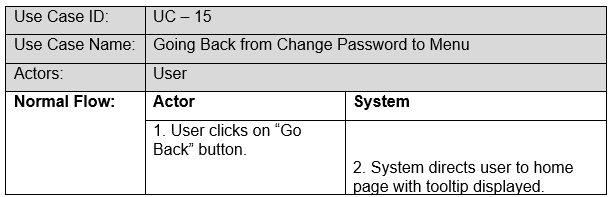 Use Case ID: UC – 15
Use Case Name: Going Back from Change Password to Menu
Actors: User
Normal Flow: Actor System
1. User clicks on “Go
Back” button.
2. System directs user to home
page with tooltip displayed.